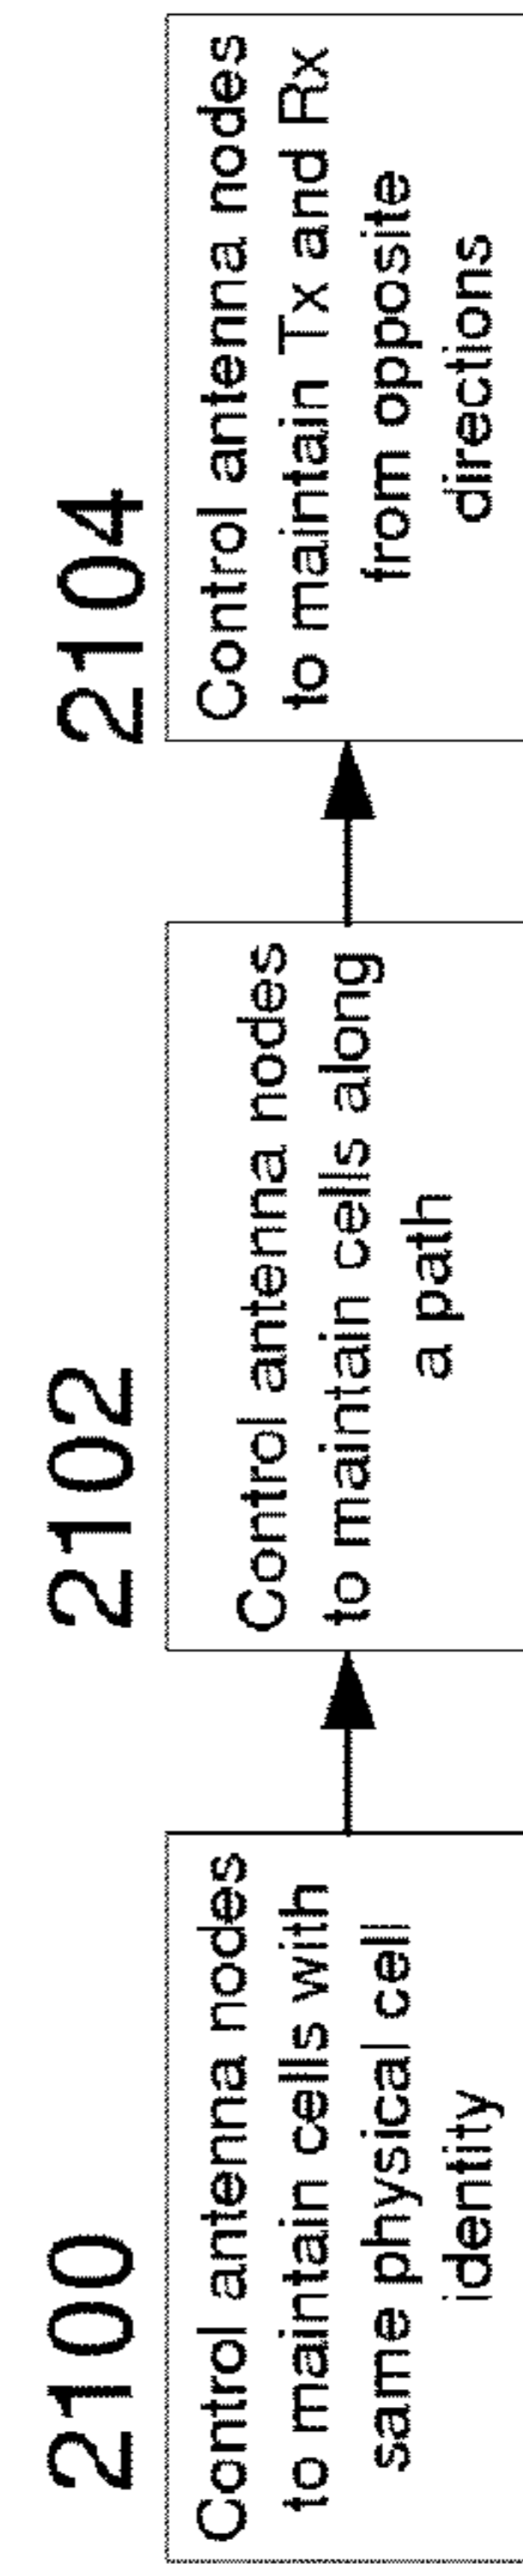 2100
Control antenna nodes
to maintain cells with
same physical cell
identity
2102
Control antenna nodes
to maintain cells along
a path
2104
Control antenna nodes
to maintain Tx and Rx
from opposite
directions